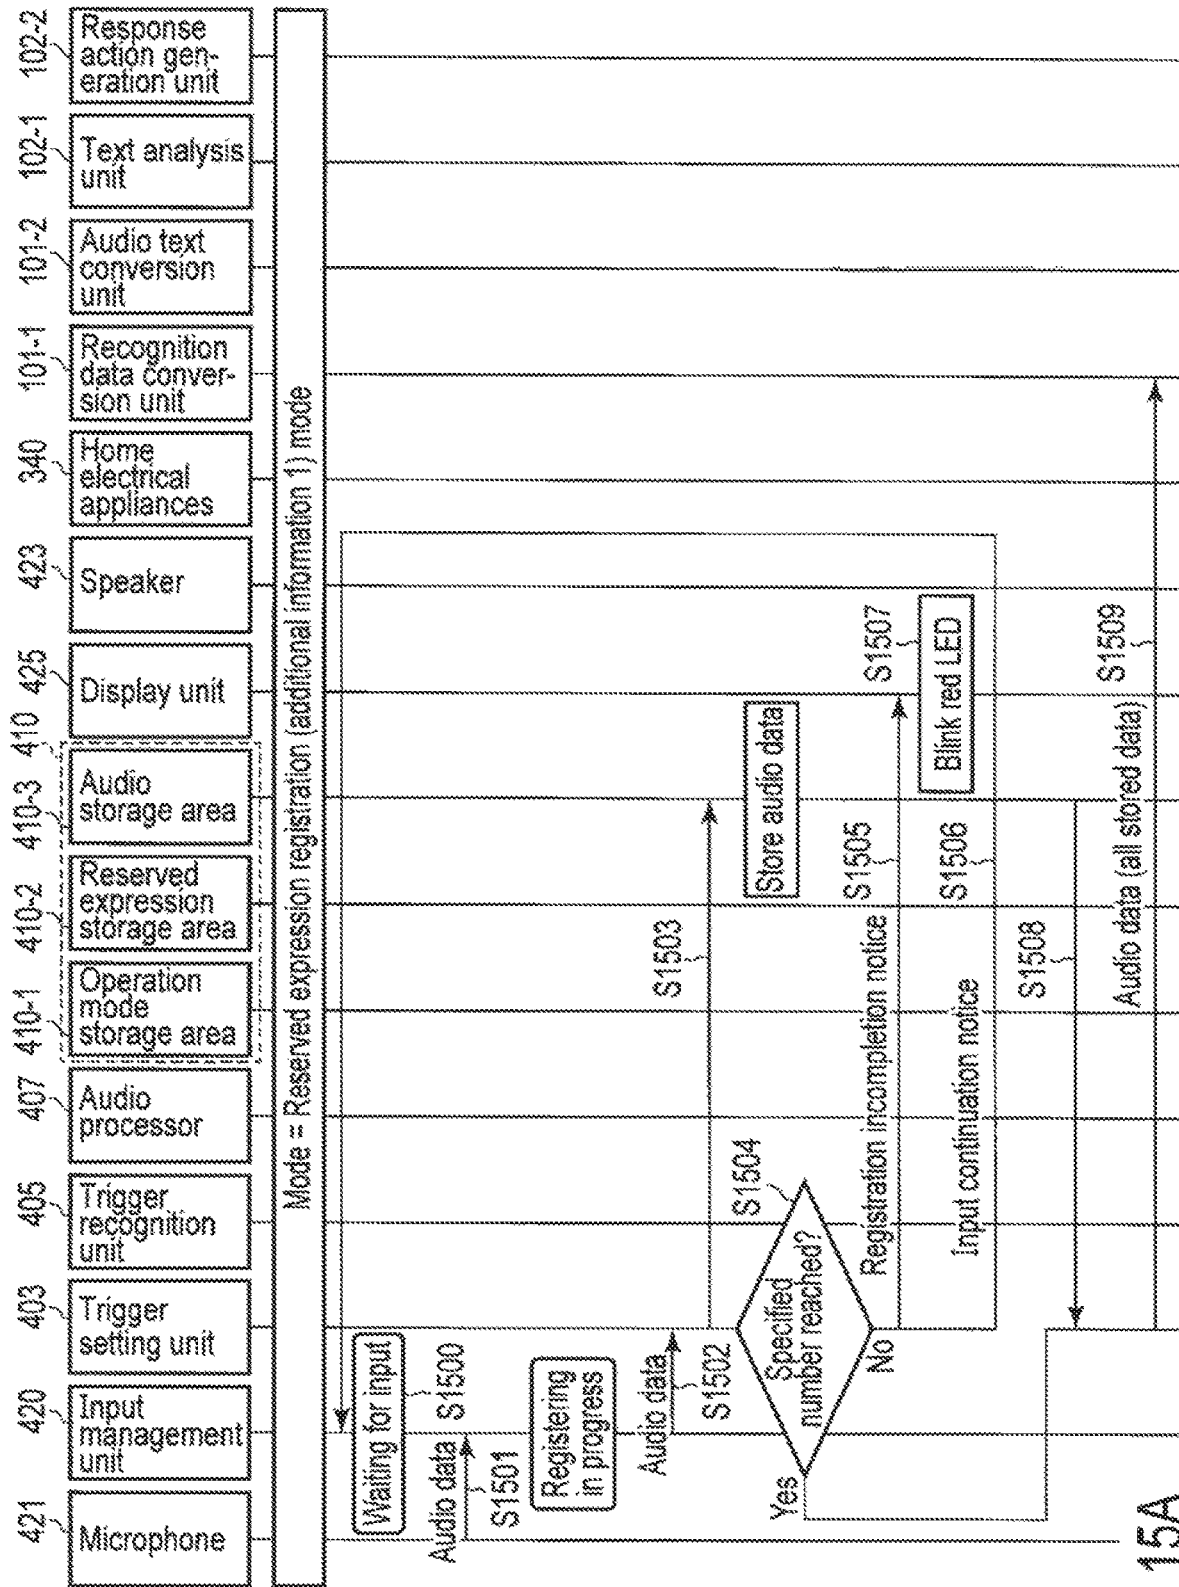 421
Microphone
420
Input
management
unit
403
Trigger
setting unit
405
Trigger
recognition
unit
407
Audio
processor
410-1
Operation
mode
storage area
410-2
Reserved
expression
storage area
410-3
Audio
storage area
410
425
Display unit
423
Speaker
340
Home
electrical
appliances
101-1
Recognition
data conver-
sion unit
101-2
Audio text
conversion
unit
102-1
Text analysis
unit
102-2
Response
action gen-
eration unit
Mode = Reserved expression registration (additional information 1) mode
Waiting for input
S1500
Audio data
S1501
Registering
in progress
Audio data
S1502
S1503
Store audio data
Specified
number reached?
S1504
Yes
No
Registration incompletion notice
S1505
S1507
Blink red LED
Input continuation notice
S1506
S1508
Audio data (all stored data)
S1509
15A